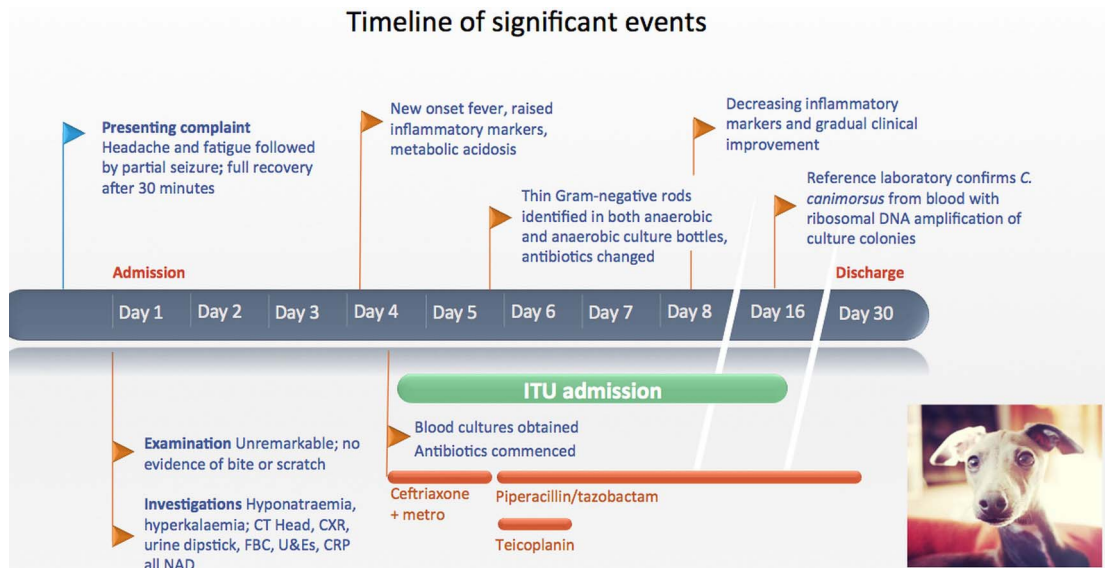 Timeline of significant events
Presenting complaint
Headache and fatigue followed
by partial seizure; full recovery
after 30 minutes
New onset fever, raised
inflammatory markers,
metabolic acidosis
Thin Gram-negative rods
identified in both anaerobic
and anaerobic culture bottles,
antibiotics changed
Decreasing inflammatory
markers and gradual clinical
improvement
Reference laboratory confirms C.
canimorsus from blood with
ribosomal DNA amplification of
culture colonies
Admission
Discharge
Day 1
Day 2
Day 3
Day 4
Day 5
Day 6
Day 7
Day 8
Day 16
Day 30
ITU admission
Examination Unremarkable; no
evidence of bite or scratch
Investigations Hyponatraemia,
hyperkalaemia; CT Head, CXR,
urine dipstick, FBC, U&Es, CRP
all NAD
Blood cultures obtained
Antibiotics commenced
Ceftriaxone
+ metro
Piperacillin/tazobactam
Teicoplanin